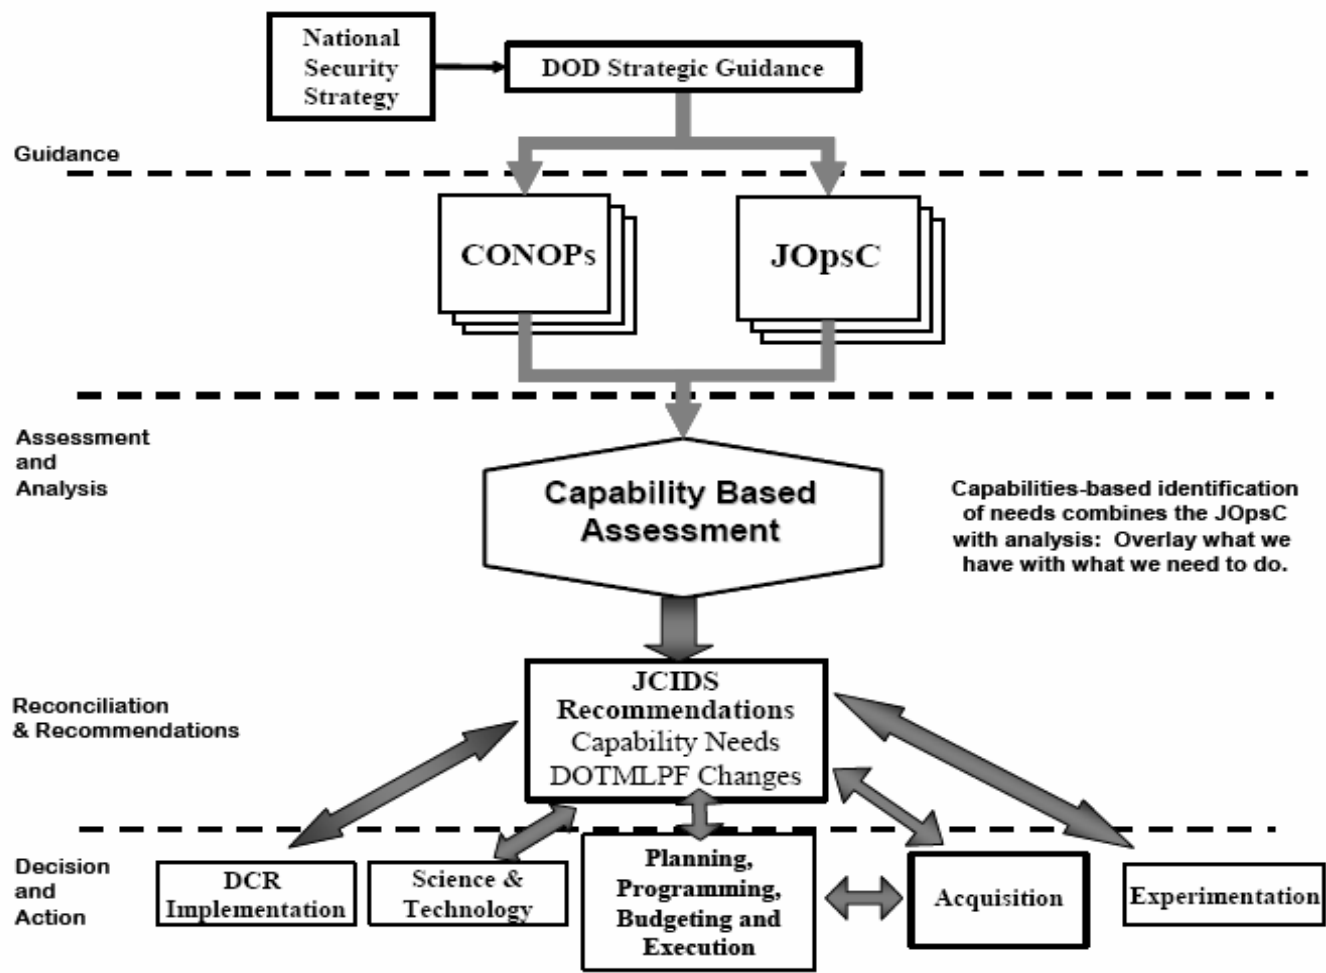 National
Security
Strategy
DOD Strategic Guidance
Guidance
CONOPs
JOpsC
Assessment
and
Analysis
Capability Based
Assessment
Capabilities-based identification
of needs combines the JOpsC
with analysis: Overlay what we
have with what we need to do.
Reconciliation
& Recommendations
JCIDS
Recommendations
Capability Needs
DOTMLPF Changes
Decision
and
Action
DCR
Implementation
Science &
Technology
Planning,
Programming,
Budgeting and
Execution
Acquisition
Experimentation